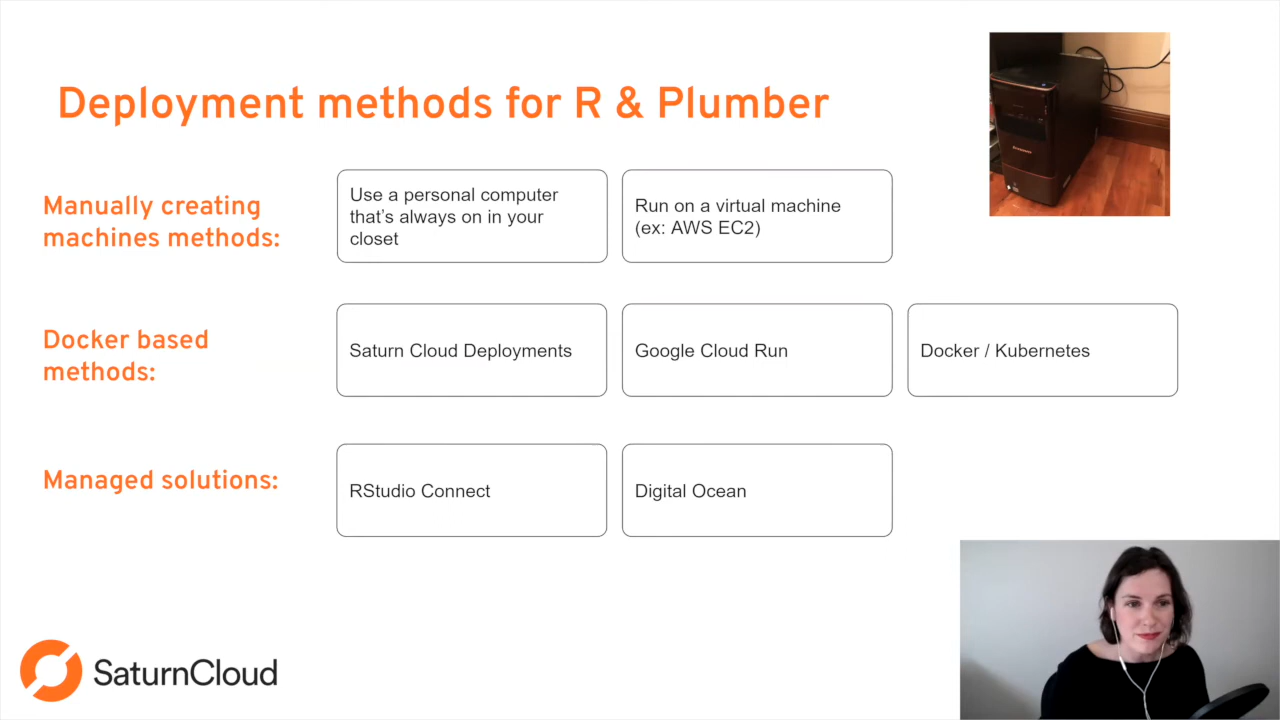 Deployment methods for R & Plumber
Manually creating
machines methods:
Use a personal computer
that's always on in your
closet
Run on a virtual machine
(ex: AWS EC2)
Docker based
methods:
Saturn Cloud Deployments
Google Cloud Run
Docker / Kubernetes
Managed solutions:
RStudio Connect
Digital Ocean
SaturnCloud